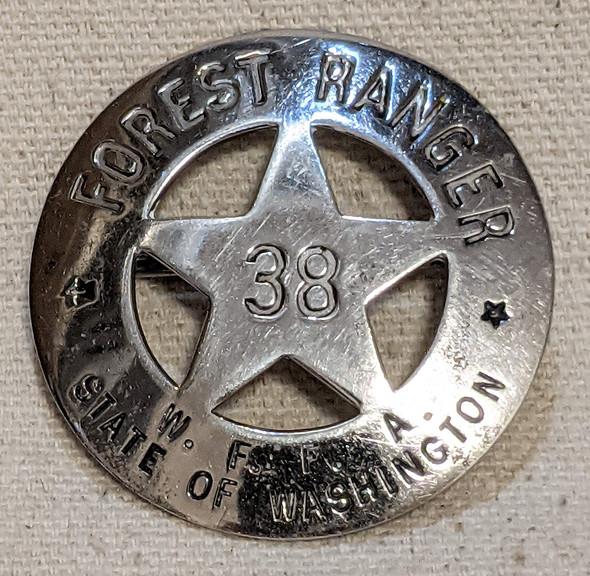 FOREST RANGER
38
W. F. F. A.
STATE OF WASHINGTON